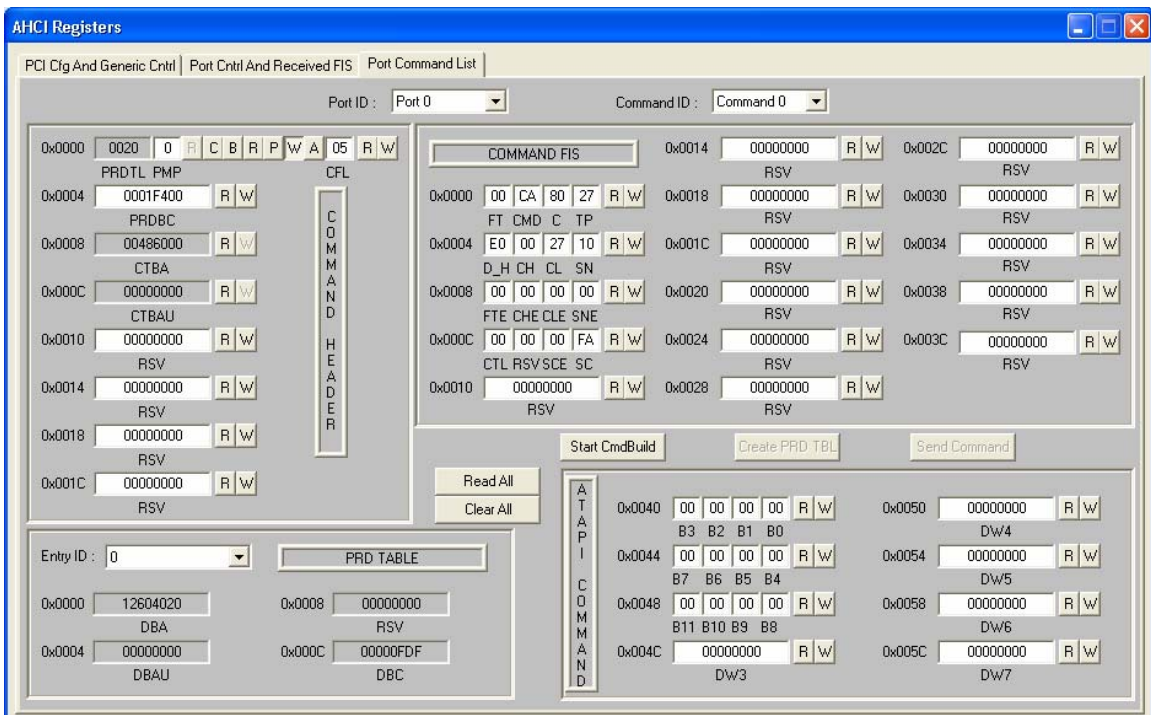 AHCI Registers
PCI Cfg And Generic Cntrl Port Cntrl And Received FIS Port Command List
Port ID : Port 0 Command ID : Command 0
0x0000 0020 0 R C B R P W A 05 R W
PRDTL PMP CFL
0x0004 0001F400 R W
PRDBC
0x0008 00486000 R W
CTBA
0x000C 00000000 R W
CTBAU
0x0010 00000000 R W
RSV
0x0014 00000000 R W
RSV
0x0018 00000000 R W
RSV
0x001C 00000000 R W
RSV
COMMAND HEADER
COMMAND FIS
0x0000 00 CA 80 27 R W
FT CMD C TP
0x0004 E0 00 27 10 R W
D_H CH CL SN
0x0008 00 00 00 00 R W
FTE CHE CLE SNE
0x000C 00 00 00 FA R W
CTL RSV SCE SC
0x0010 00000000 R W
RSV
0x0014 00000000 R W
RSV
0x0018 00000000 R W
RSV
0x001C 00000000 R W
RSV
0x0020 00000000 R W
RSV
0x0024 00000000 R W
RSV
0x0028 00000000 R W
RSV
0x002C 00000000 R W
RSV
0x0030 00000000 R W
RSV
0x0034 00000000 R W
RSV
0x0038 00000000 R W
RSV
0x003C 00000000 R W
RSV
Start CmdBuild Create PRD TBL Send Command
Read All
Clear All
Entry ID : 0 PRD TABLE
0x0000 12604020 0x0008 00000000
DBA RSV
0x0004 00000000 0x000C 00000FDF
DBAU DBC
ATAPI COMMAND
0x0040 00 00 00 00 R W 0x0050 00000000 R W
B3 B2 B1 B0 DW4
0x0044 00 00 00 00 R W 0x0054 00000000 R W
B7 B6 B5 B4 DW5
0x0048 00 00 00 00 R W 0x0058 00000000 R W
B11 B10 B9 B8 DW6
0x004C 00000000 R W 0x005C 00000000 R W
DW3 DW7